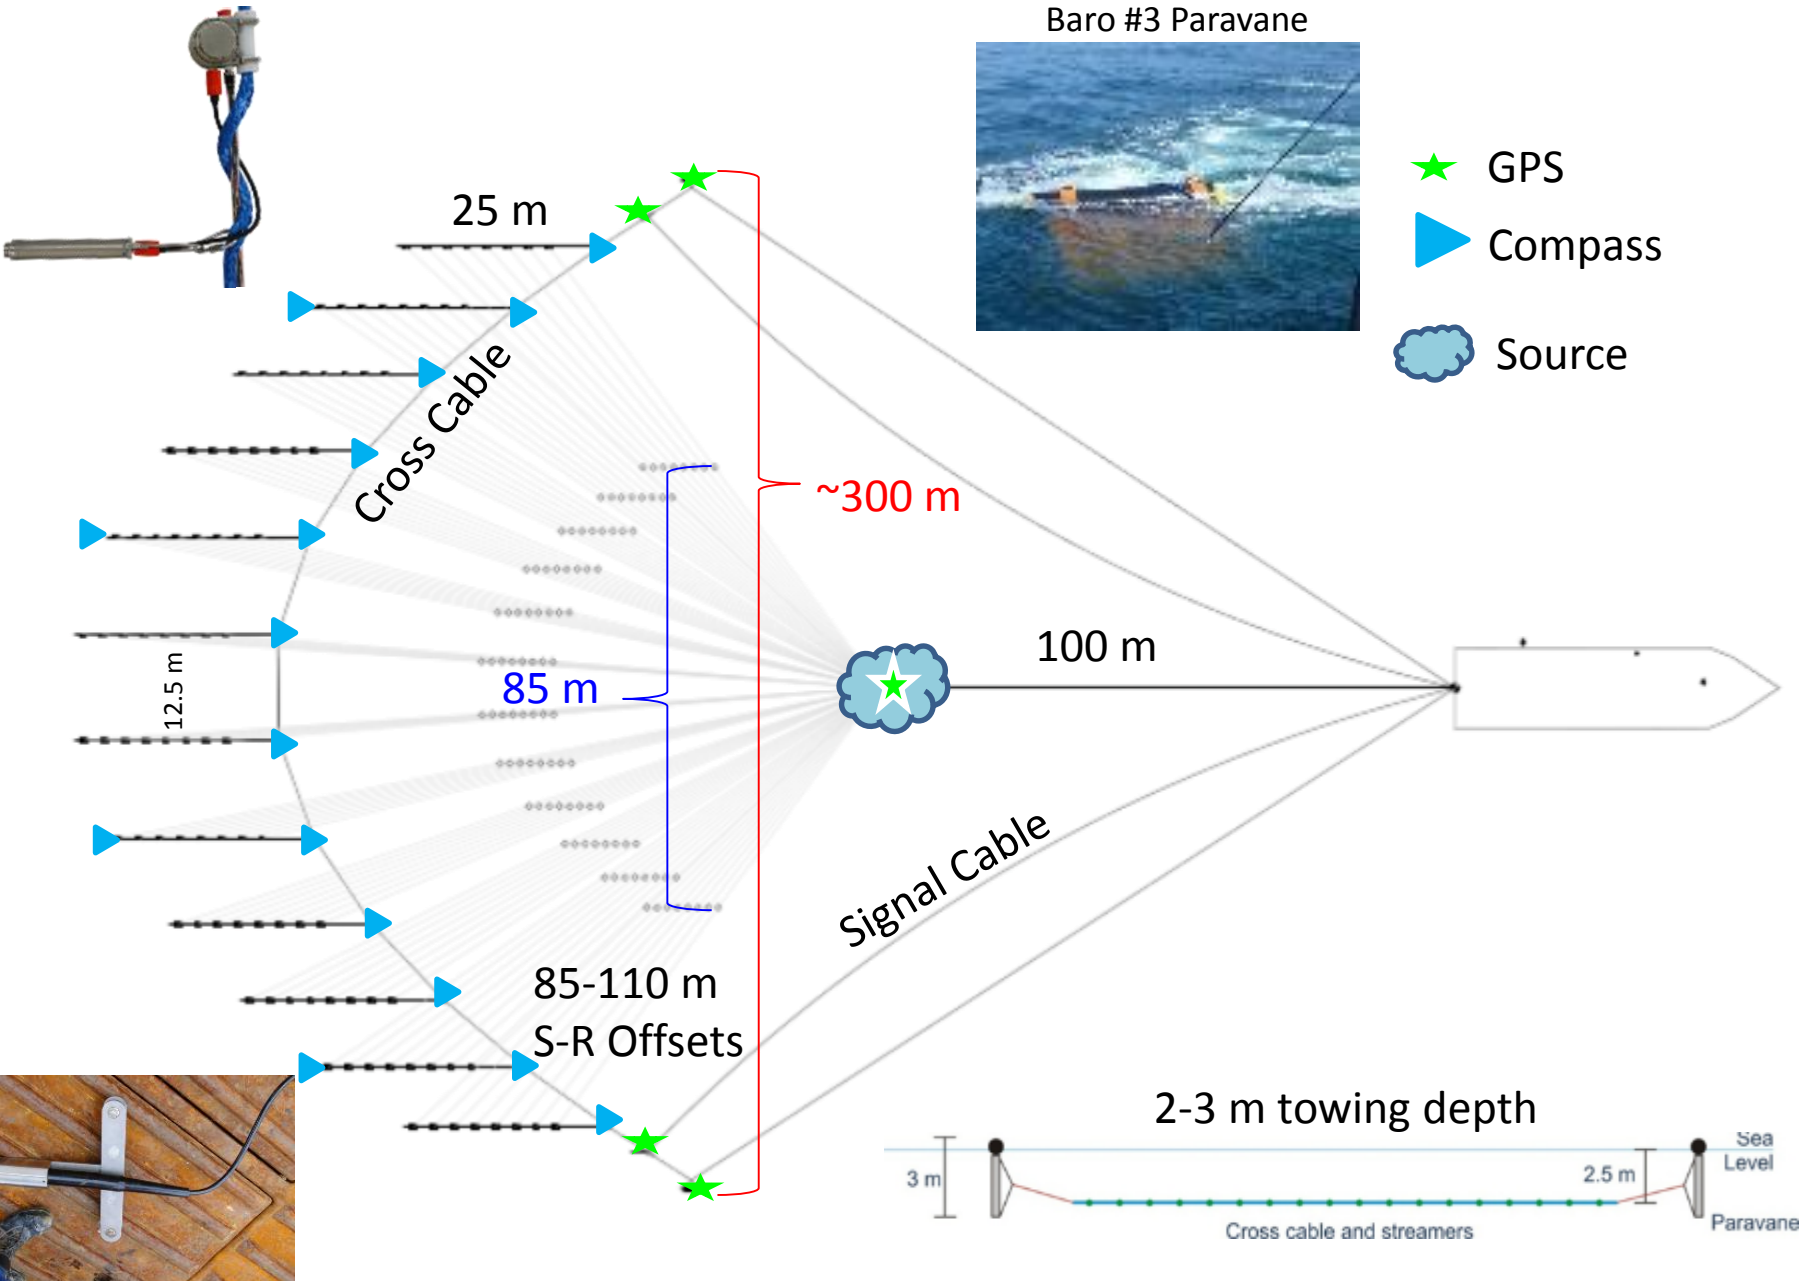 Baro #3 Paravane
GPS
25 m
Compass
Source
Cross Cable
~300 m
100 m
12.5 m
85 m
Signal Cable
85-110 m
S-R Offsets
2-3 m towing depth
Sea
Level
3 m
2.5 m
Paravane
Cross cable and streamers